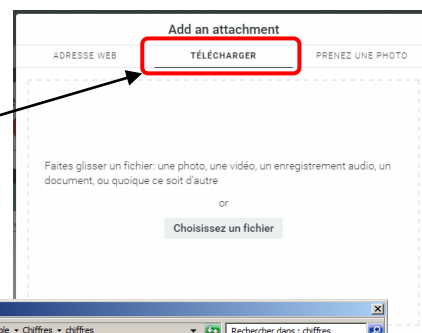 Add an attachment
ADRESSE WEB TÉLÉCHARGER PRENEZ UNE PHOTO
Faites glisser un fichier: une photo, une vidéo, un enregistrement audio, un
document, ou quoique ce soit d'autre
or
Choisissez un fichier
Chiffres chiffres Rechercher dans : chiffres